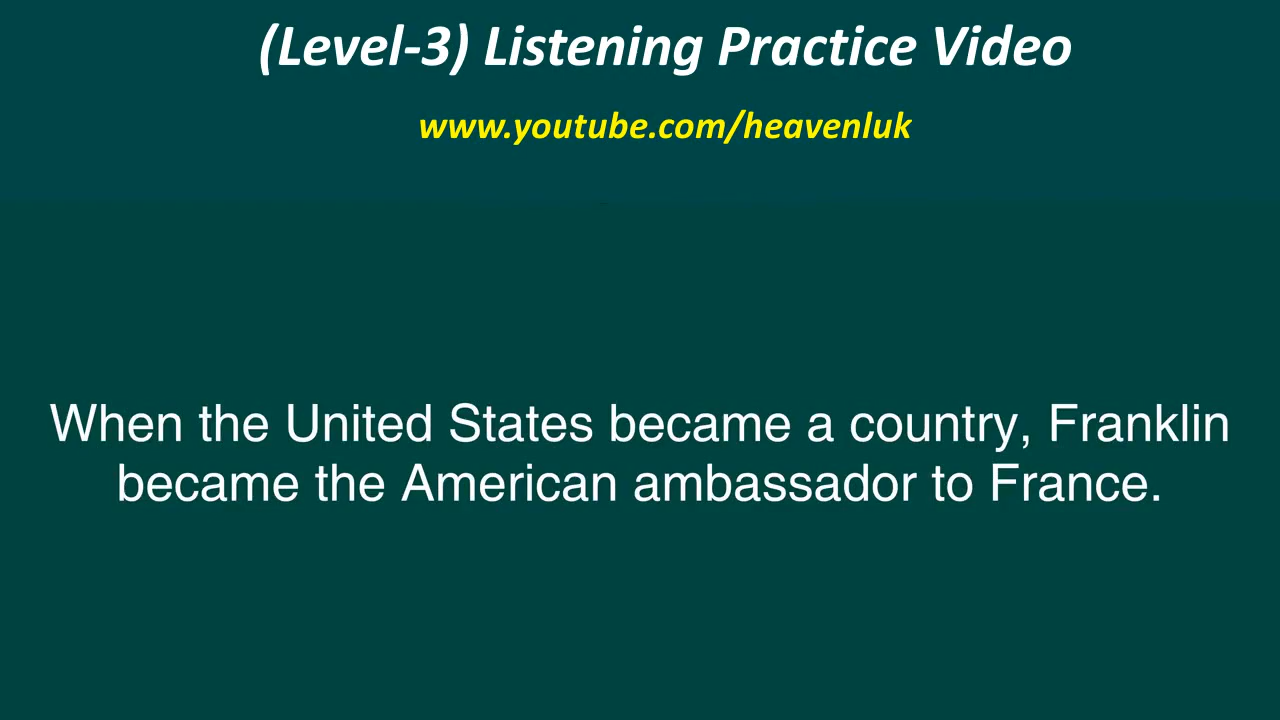 (Level-3) Listening Practice Video
www.youtube.com/heavenluk
When the United States became a country, Franklin
became the American ambassador to France.